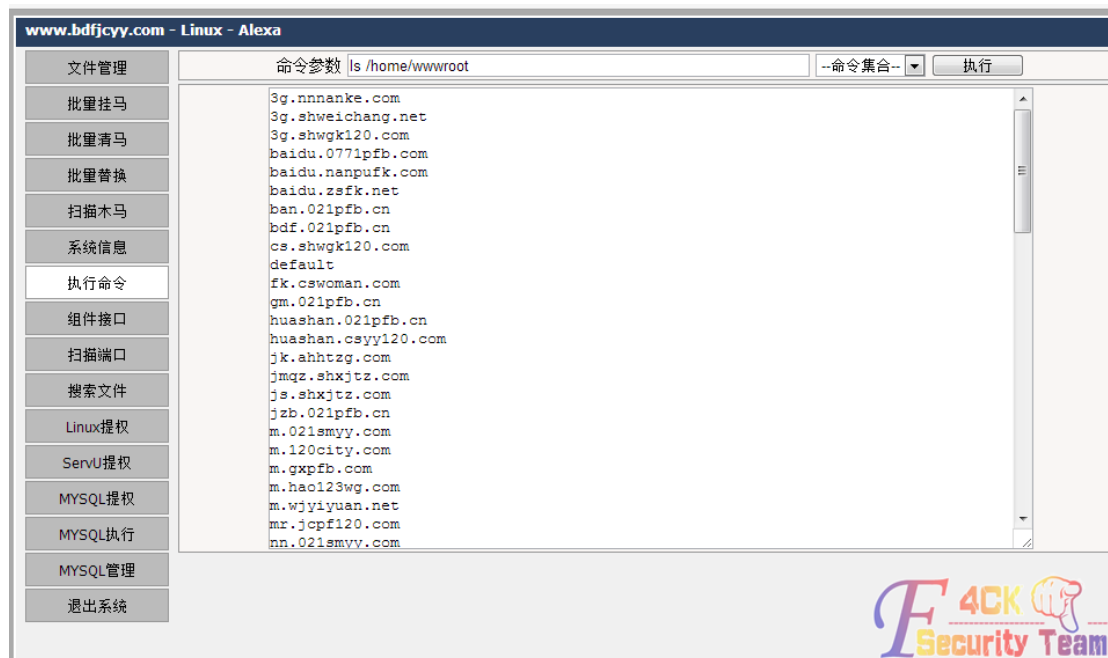 www.bdfjcyy.com - Linux - Alexa
文件管理
批量挂马
批量清马
批量替换
扫描木马
系统信息
执行命令
组件接口
扫描端口
搜索文件
Linux提权
ServU提权
MYSQL提权
MYSQL执行
MYSQL管理
退出系统
命令参数 ls /home/wwwroot --命令集合-- 执行
3g.nnnanke.com
3g.shweichang.net
3g.shwgk120.com
baidu.0771pfb.com
baidu.nanpufk.com
baidu.zsfk.net
ban.021pfb.cn
bdf.021pfb.cn
cs.shwgk120.com
default
fk.cswoman.com
gm.021pfb.cn
huashan.021pfb.cn
huashan.csyy120.com
jk.ahhtzg.com
jmqz.shxjtz.com
js.shxjtz.com
jzb.021pfb.cn
m.021smyy.com
m.120city.com
m.gxpfb.com
m.hao123wg.com
m.wjyiyuan.net
mr.jcpf120.com
nn.021smyy.com
F4CK
Security Team